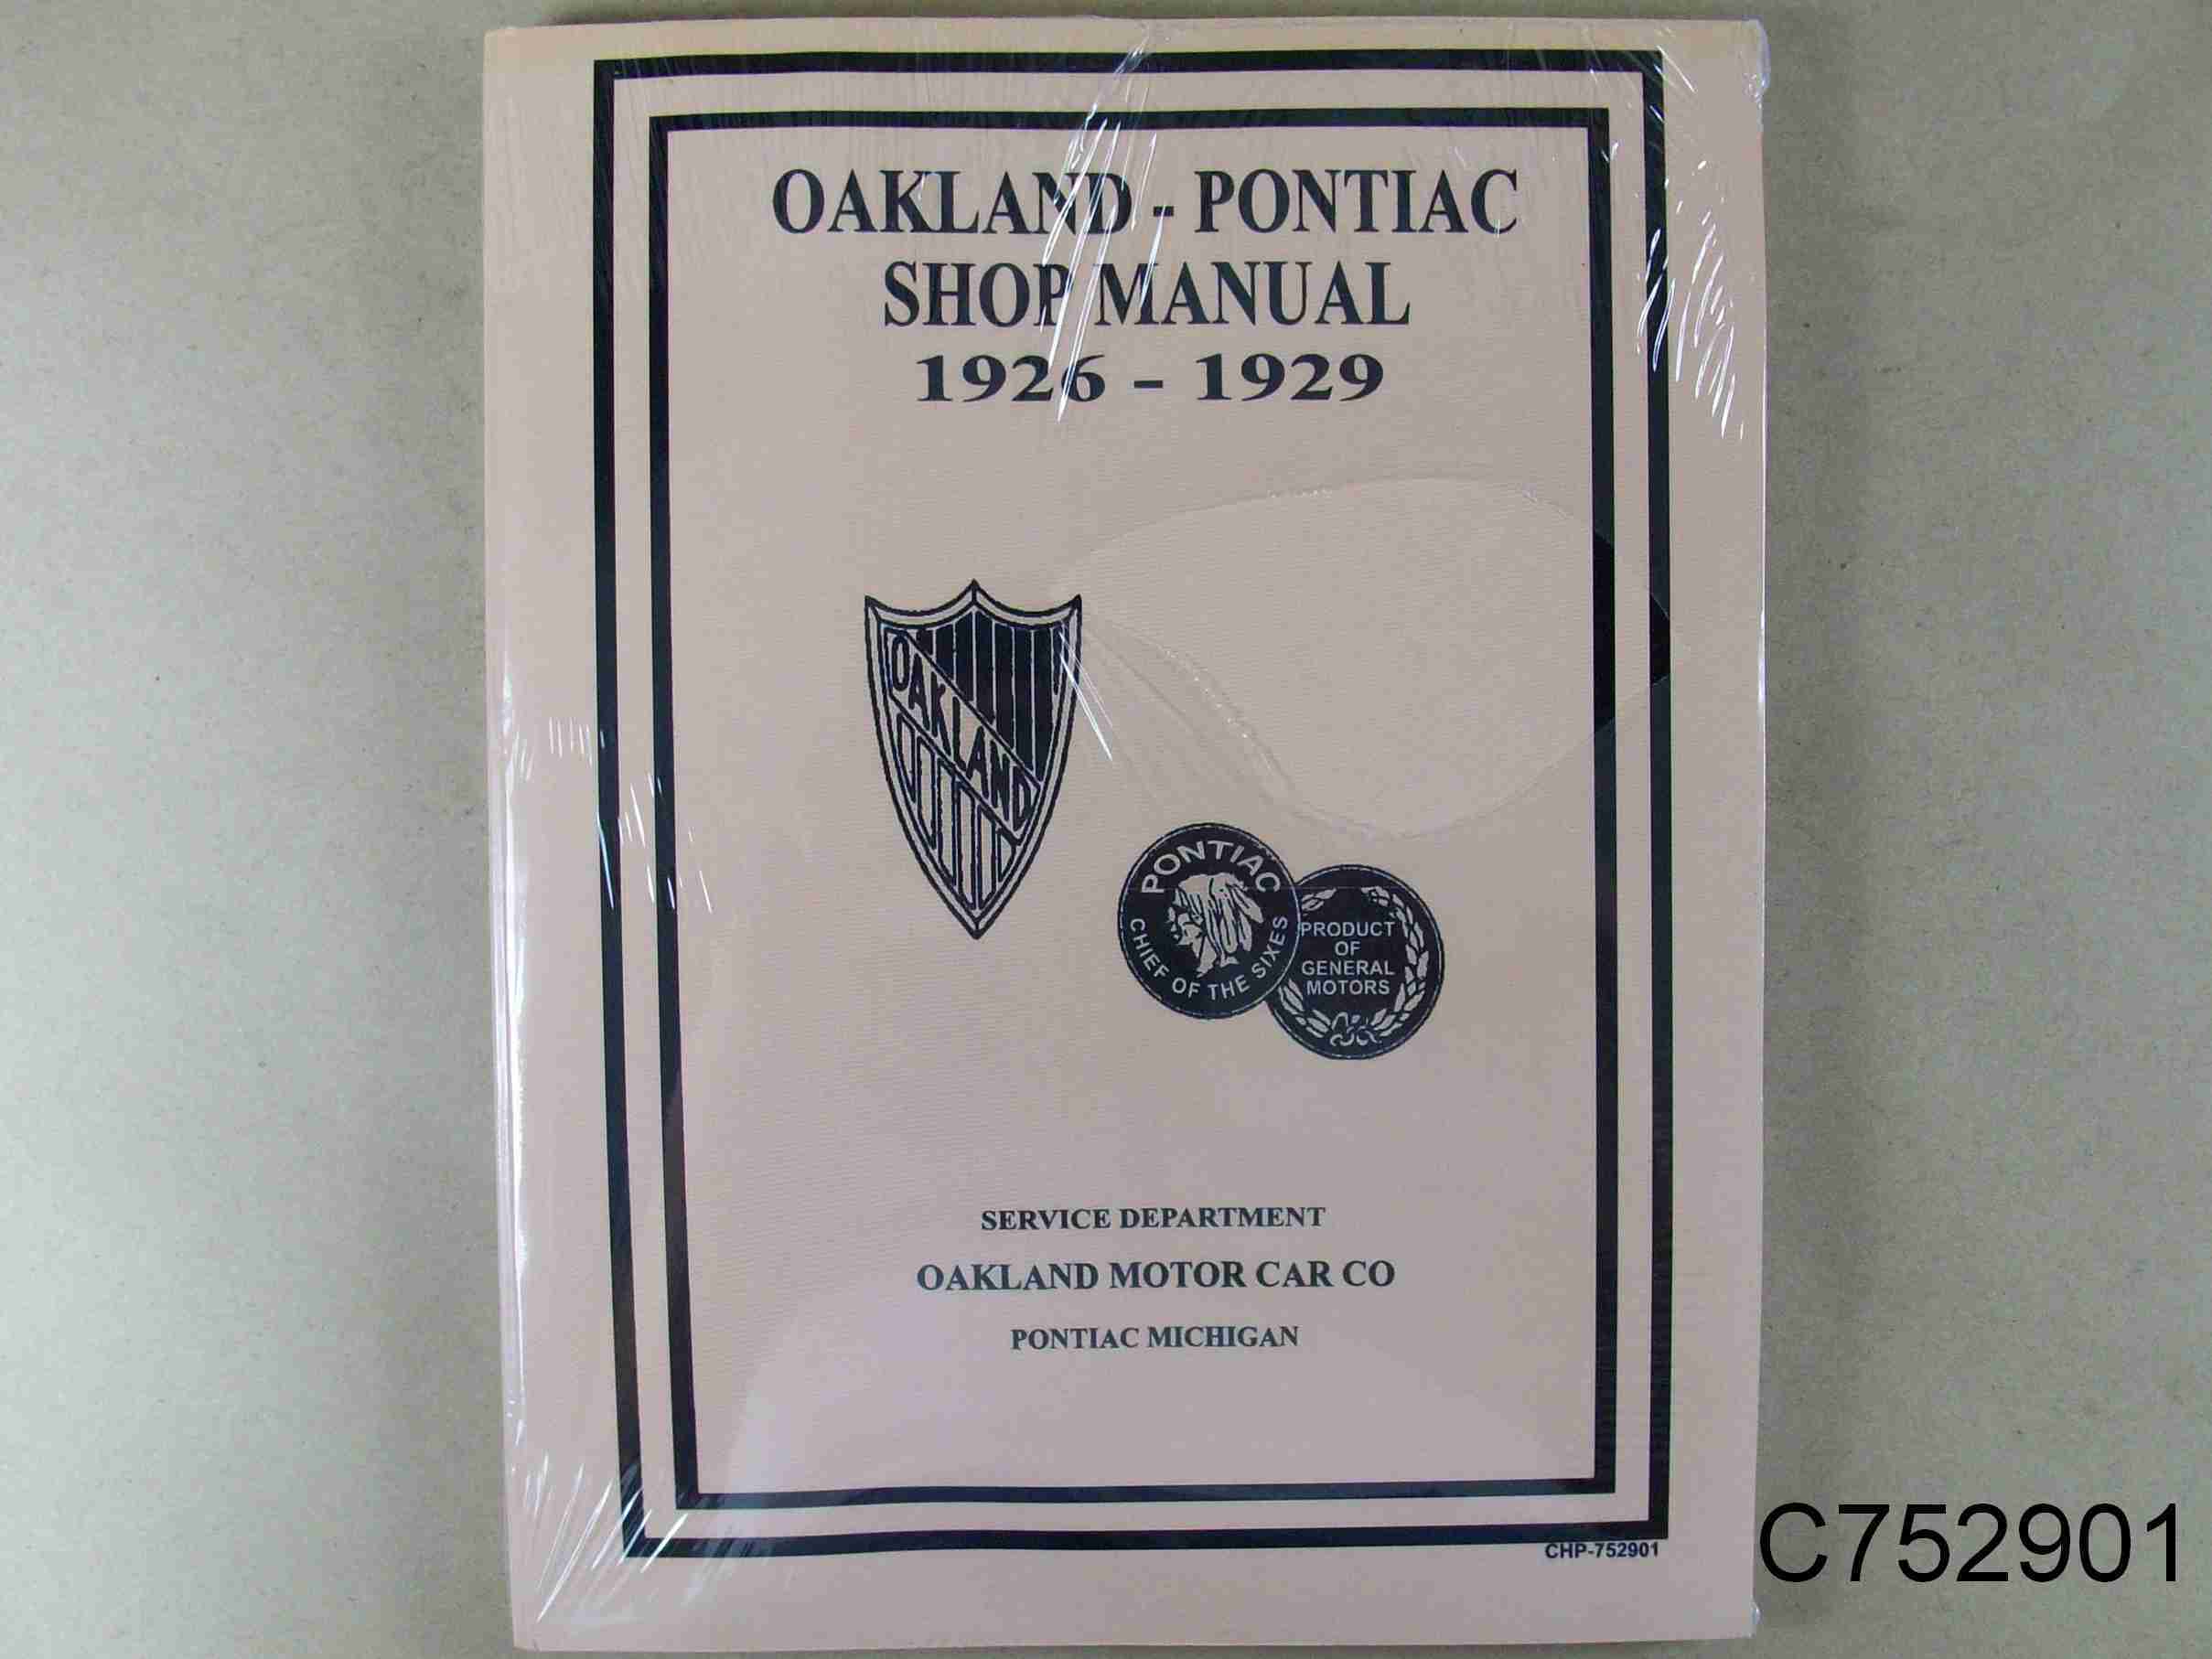 OAKLAND - PONTIAC
SHOP MANUAL
1926 - 1929
OAKLAND
PONTIAC
CHIEF OF THE SIXES
PRODUCT
OF
GENERAL
MOTORS
SERVICE DEPARTMENT
OAKLAND MOTOR CAR CO
PONTIAC MICHIGAN
CHP-752901
C752901